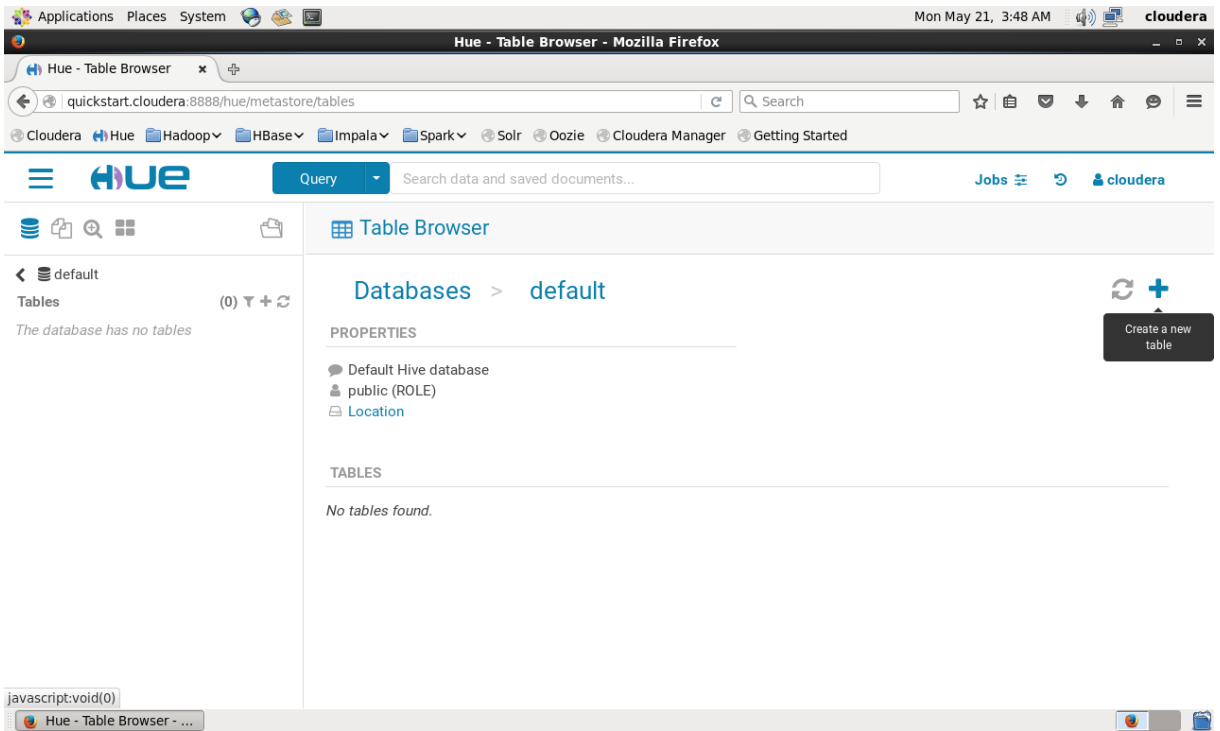 Applications Places System Mon May 21, 3:48 AM cloudera
Hue - Table Browser - Mozilla Firefox
Hue - Table Browser
quickstart.cloudera:8888/hue/metastore/tables Search
Cloudera Hue Hadoop HBase Impala Spark Solr Oozie Cloudera Manager Getting Started
HUE Query Search data and saved documents... Jobs cloudera
Table Browser
default
Tables (0)
The database has no tables
Databases > default
Create a new
table
PROPERTIES
Default Hive database
public (ROLE)
Location
TABLES
No tables found.
javascript:void(0)
Hue - Table Browser - ...